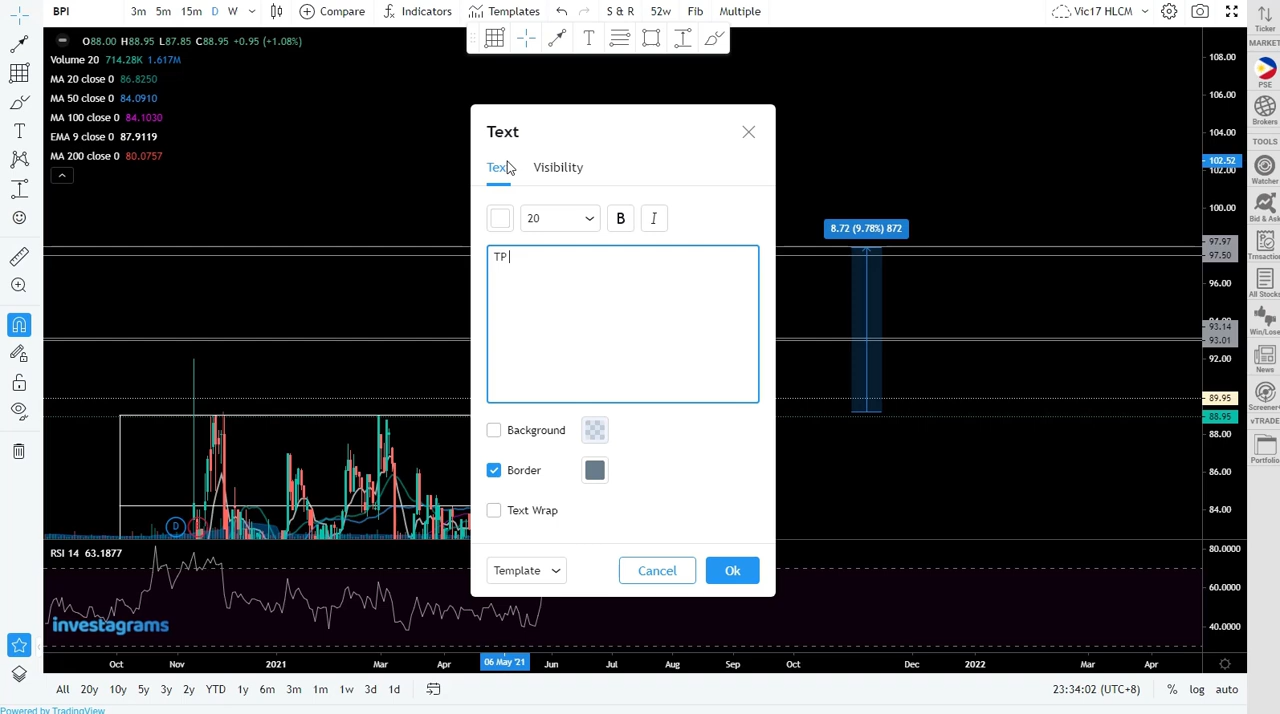 BPI
3m 5m 15m D W
Compare
Indicators
Templates
S & R 52w Fib Multiple
Vic17 HLCM
O88.00 H88.95 L87.85 C88.95 +0.95 (+1.08%)
Volume 20 714.28K 1.617M
MA 20 close 0 86.8250
MA 50 close 0 84.0910
MA 100 close 0 84.1030
EMA 9 close 0 87.9119
MA 200 close 0 80.0757
Text
Text Visibility
20
B I
TP
Background
Border
Text Wrap
Template
Cancel
Ok
8.72 (9.78%) 872
108.00
106.00
104.00
102.52
102.00
100.00
97.97
97.50
96.00
94.00
93.14
93.01
92.00
89.95
88.95
88.00
86.00
84.00
D
RSI 14 63.1877
80.0000
60.0000
40.0000
investagrams
Oct Nov 2021 Mar Apr 06 May '21 Jun Jul Aug Sep Oct Dec 2022 Mar Apr
All 20y 10y 5y 3y 2y YTD 1y 6m 3m 1m 1w 3d 1d
23:34:02 (UTC+8) % log auto
Powered by TradingView
Ticker
MARKET
PSE
Brokers
TOOLS
Watcher
Bid & Ask
Trnsaction
All Stocks
Win/Lose
News
Screener
vTRADE
Portfolio